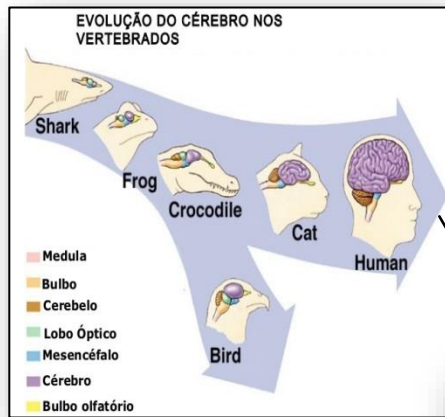 EVOLUÇÃO DO CÉREBRO NOS
VERTEBRADOS
Shark
Frog
Crocodile
Cat
Human
Bird
Medula
Bulbo
Cerebelo
Lobo Óptico
Mesencéfalo
Cérebro
Bulbo olfatório